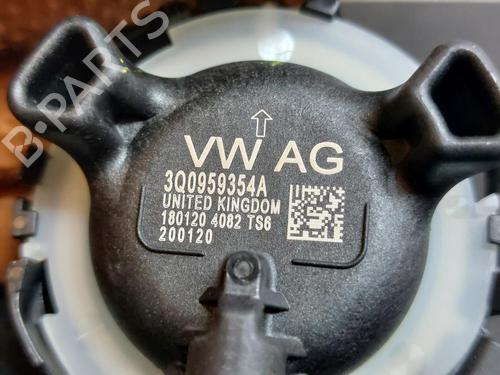 B-PARTS
VW AG
3Q0959354A
UNITED KINGDOM
180120 4082 TS6
200120